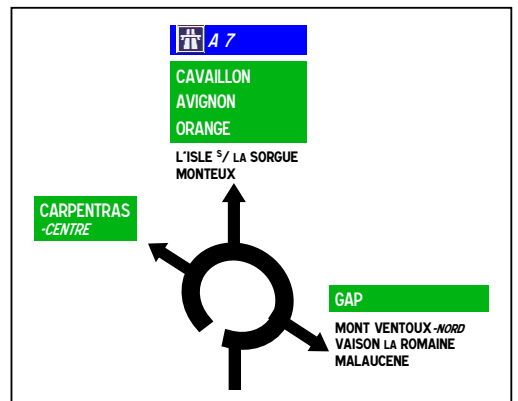 A 7
CAVAILLON
AVIGNON
ORANGE
L'ISLE S/ LA SORGUE
MONTEUX
CARPENTRAS
-CENTRE
GAP
MONT VENTOUX -NORD
VAISON LA ROMAINE
MALAUCENE